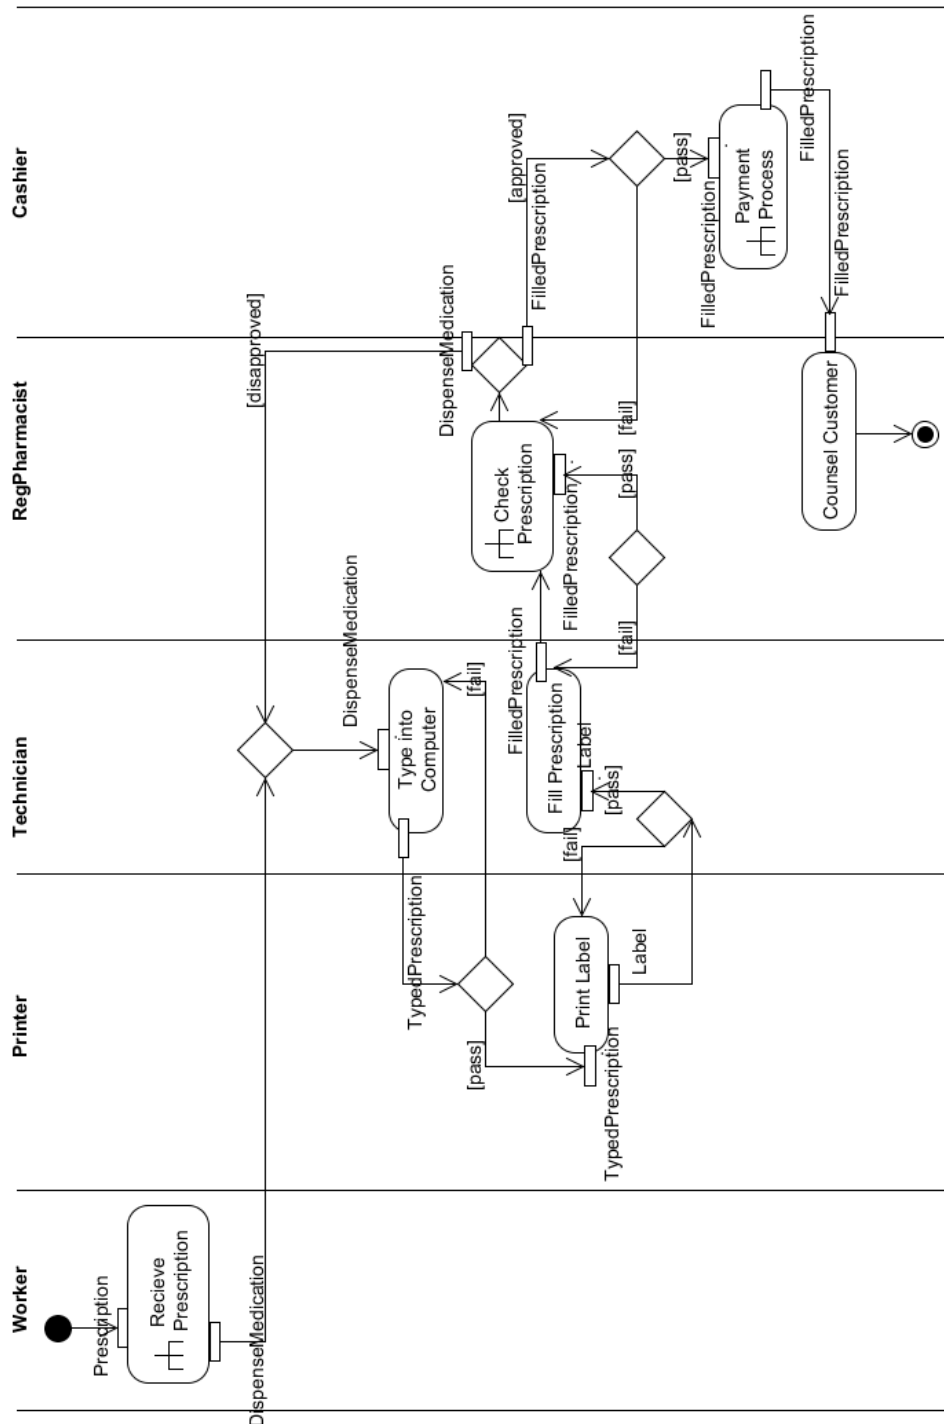 Worker
Printer
Technician
RegPharmacist
Cashier
Prescription
Recieve
Prescription
DispenseMedication
[disapproved]
DispenseMedication
Type into
Computer
TypedPrescription
[fail]
[pass]
TypedPrescription
Print Label
Label
[fail]
[pass]
Label
Fill Prescription
FilledPrescription
[fail]
[pass]
FilledPrescription
Check
Prescription
DispenseMedication
[approved]
FilledPrescription
[fail]
[pass]
FilledPrescription
Payment
Process
FilledPrescription
FilledPrescription
Counsel Customer